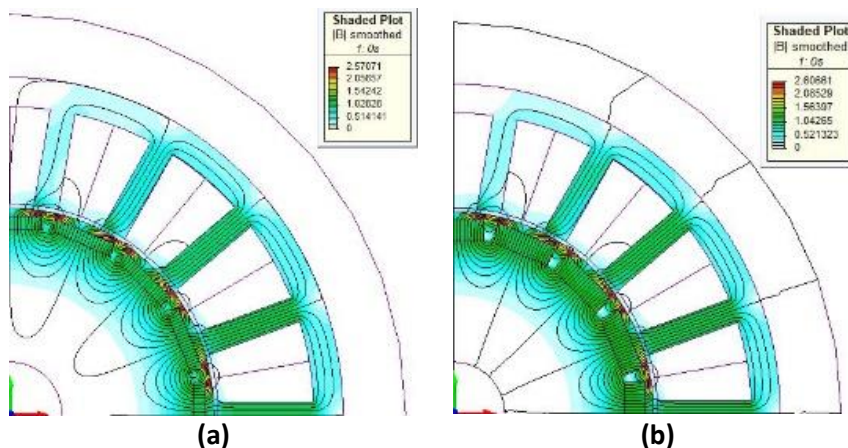 Shaded Plot
|B| smoothed
f: 0s
2.57071
2.05657
1.54242
1.02828
0.514141
0
Shaded Plot
|B| smoothed
f: 0s
2.60661
2.08529
1.56397
1.04265
0.521323
0
(a)
(b)